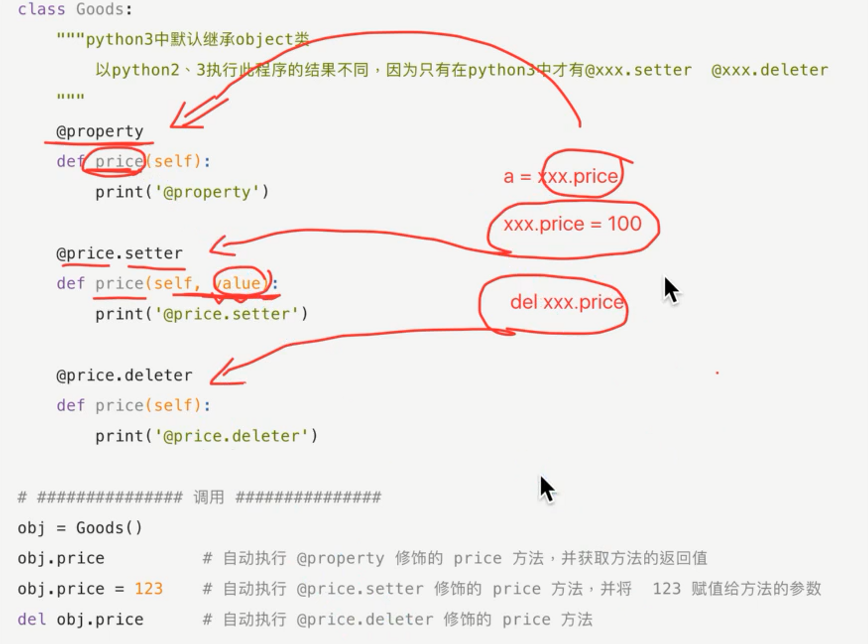 class Goods:
"""python3中默认继承object类
以python2、3执行此程序的结果不同，因为只有在python3中才有@xxx.setter @xxx.deleter
"""
@property
def price(self):
print('@property')
a = xxx.price
xxx.price = 100
@price.setter
def price(self, value):
print('@price.setter')
del xxx.price
@price.deleter
def price(self):
print('@price.deleter')
# ############### 调用 ###############
obj = Goods()
obj.price # 自动执行 @property 修饰的 price 方法，并获取方法的返回值
obj.price = 123 # 自动执行 @price.setter 修饰的 price 方法，并将 123 赋值给方法的参数
del obj.price # 自动执行 @price.deleter 修饰的 price 方法